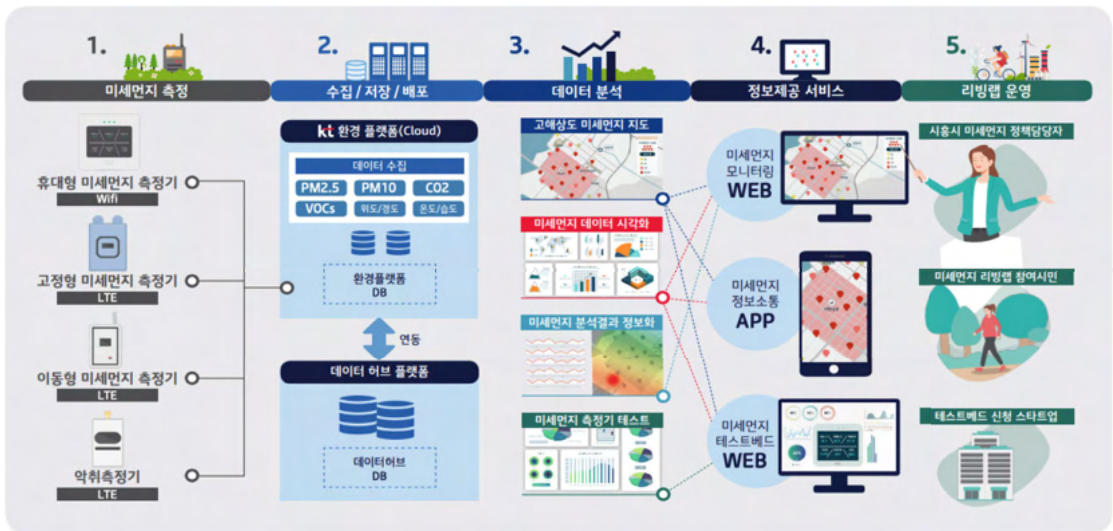 1.
미세먼지 측정
휴대형 미세먼지 측정기
Wifi
고정형 미세먼지 측정기
LTE
이동형 미세먼지 측정기
LTE
악취측정기
LTE
2.
수집 / 저장 / 배포
kt 환경 플랫폼(Cloud)
데이터 수집
PM2.5 PM10 CO2
VOCs 위도/경도 온도/습도
환경플랫폼
DB
연동
데이터 허브 플랫폼
데이터허브
DB
3.
데이터 분석
고해상도 미세먼지 지도
미세먼지 데이터 시각화
미세먼지 분석결과 정보화
미세먼지 측정기 테스트
4.
정보제공 서비스
미세먼지
모니터링
WEB
미세먼지
정보소통
APP
미세먼지
테스트베드
WEB
5.
리빙랩 운영
시흥시 미세먼지 정책담당자
미세먼지 리빙랩 참여시민
테스트베드 신청 스타트업